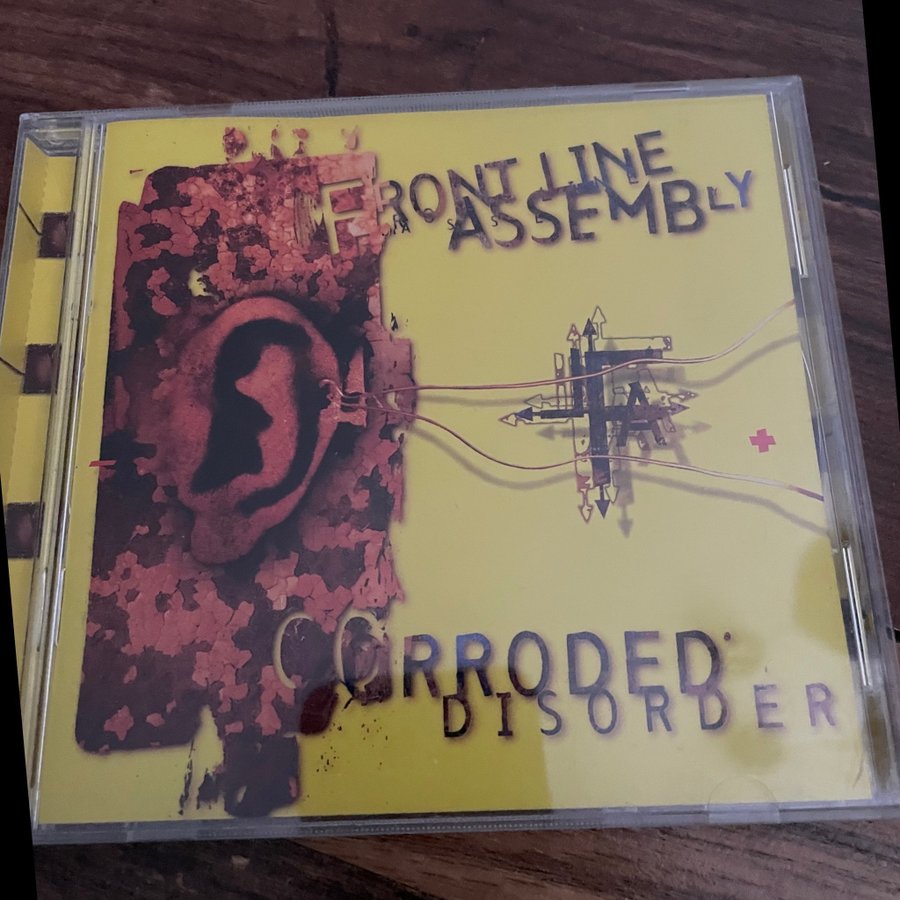 FRONT LINE
ASSEMBLY
CORRODED
DISORDER